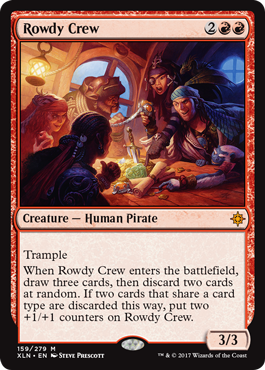 Rowdy Crew 2
Creature — Human Pirate
Trample
When Rowdy Crew enters the battlefield,
draw three cards, then discard two cards
at random. If two cards that share a card
type are discarded this way, put two
+1/+1 counters on Rowdy Crew.
3/3
159/279 M
XLN • EN Steve Prescott
™ & © 2017 Wizards of the Coast